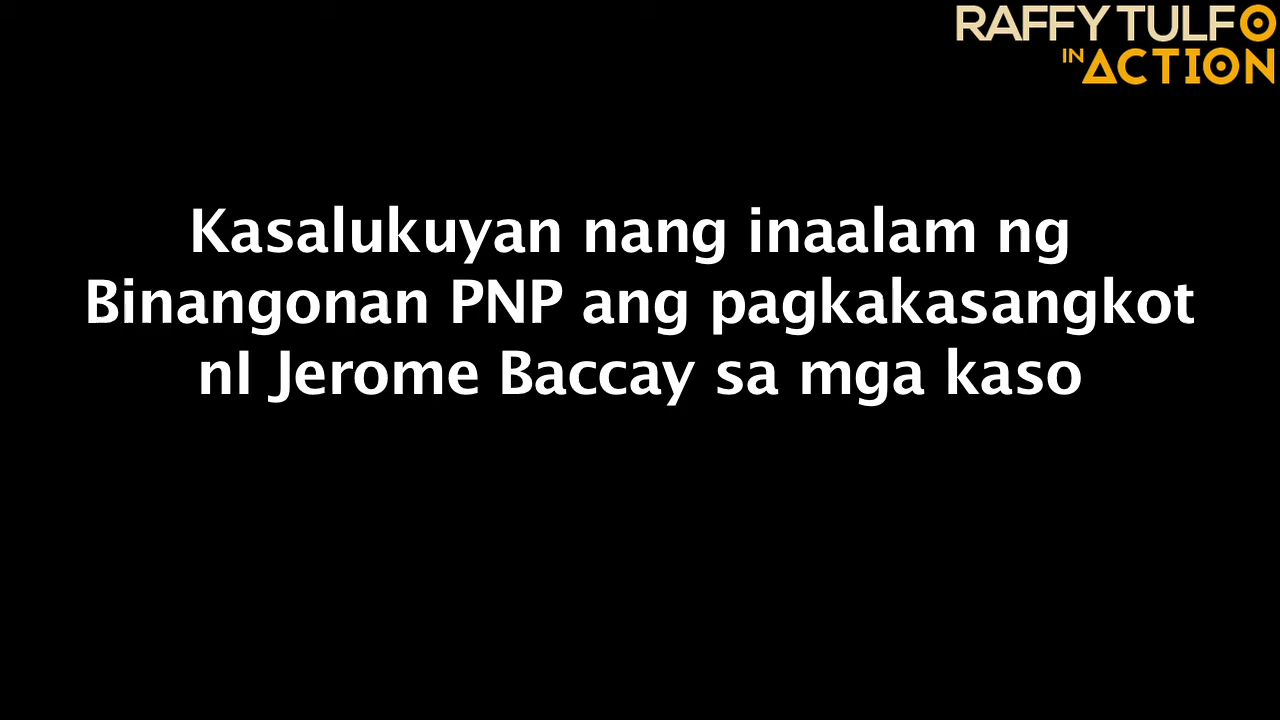 RAFFY TULFO
IN ACTION
Kasalukuyan nang inaalam ng
Binangonan PNP ang pagkakasangkot
nI Jerome Baccay sa mga kaso